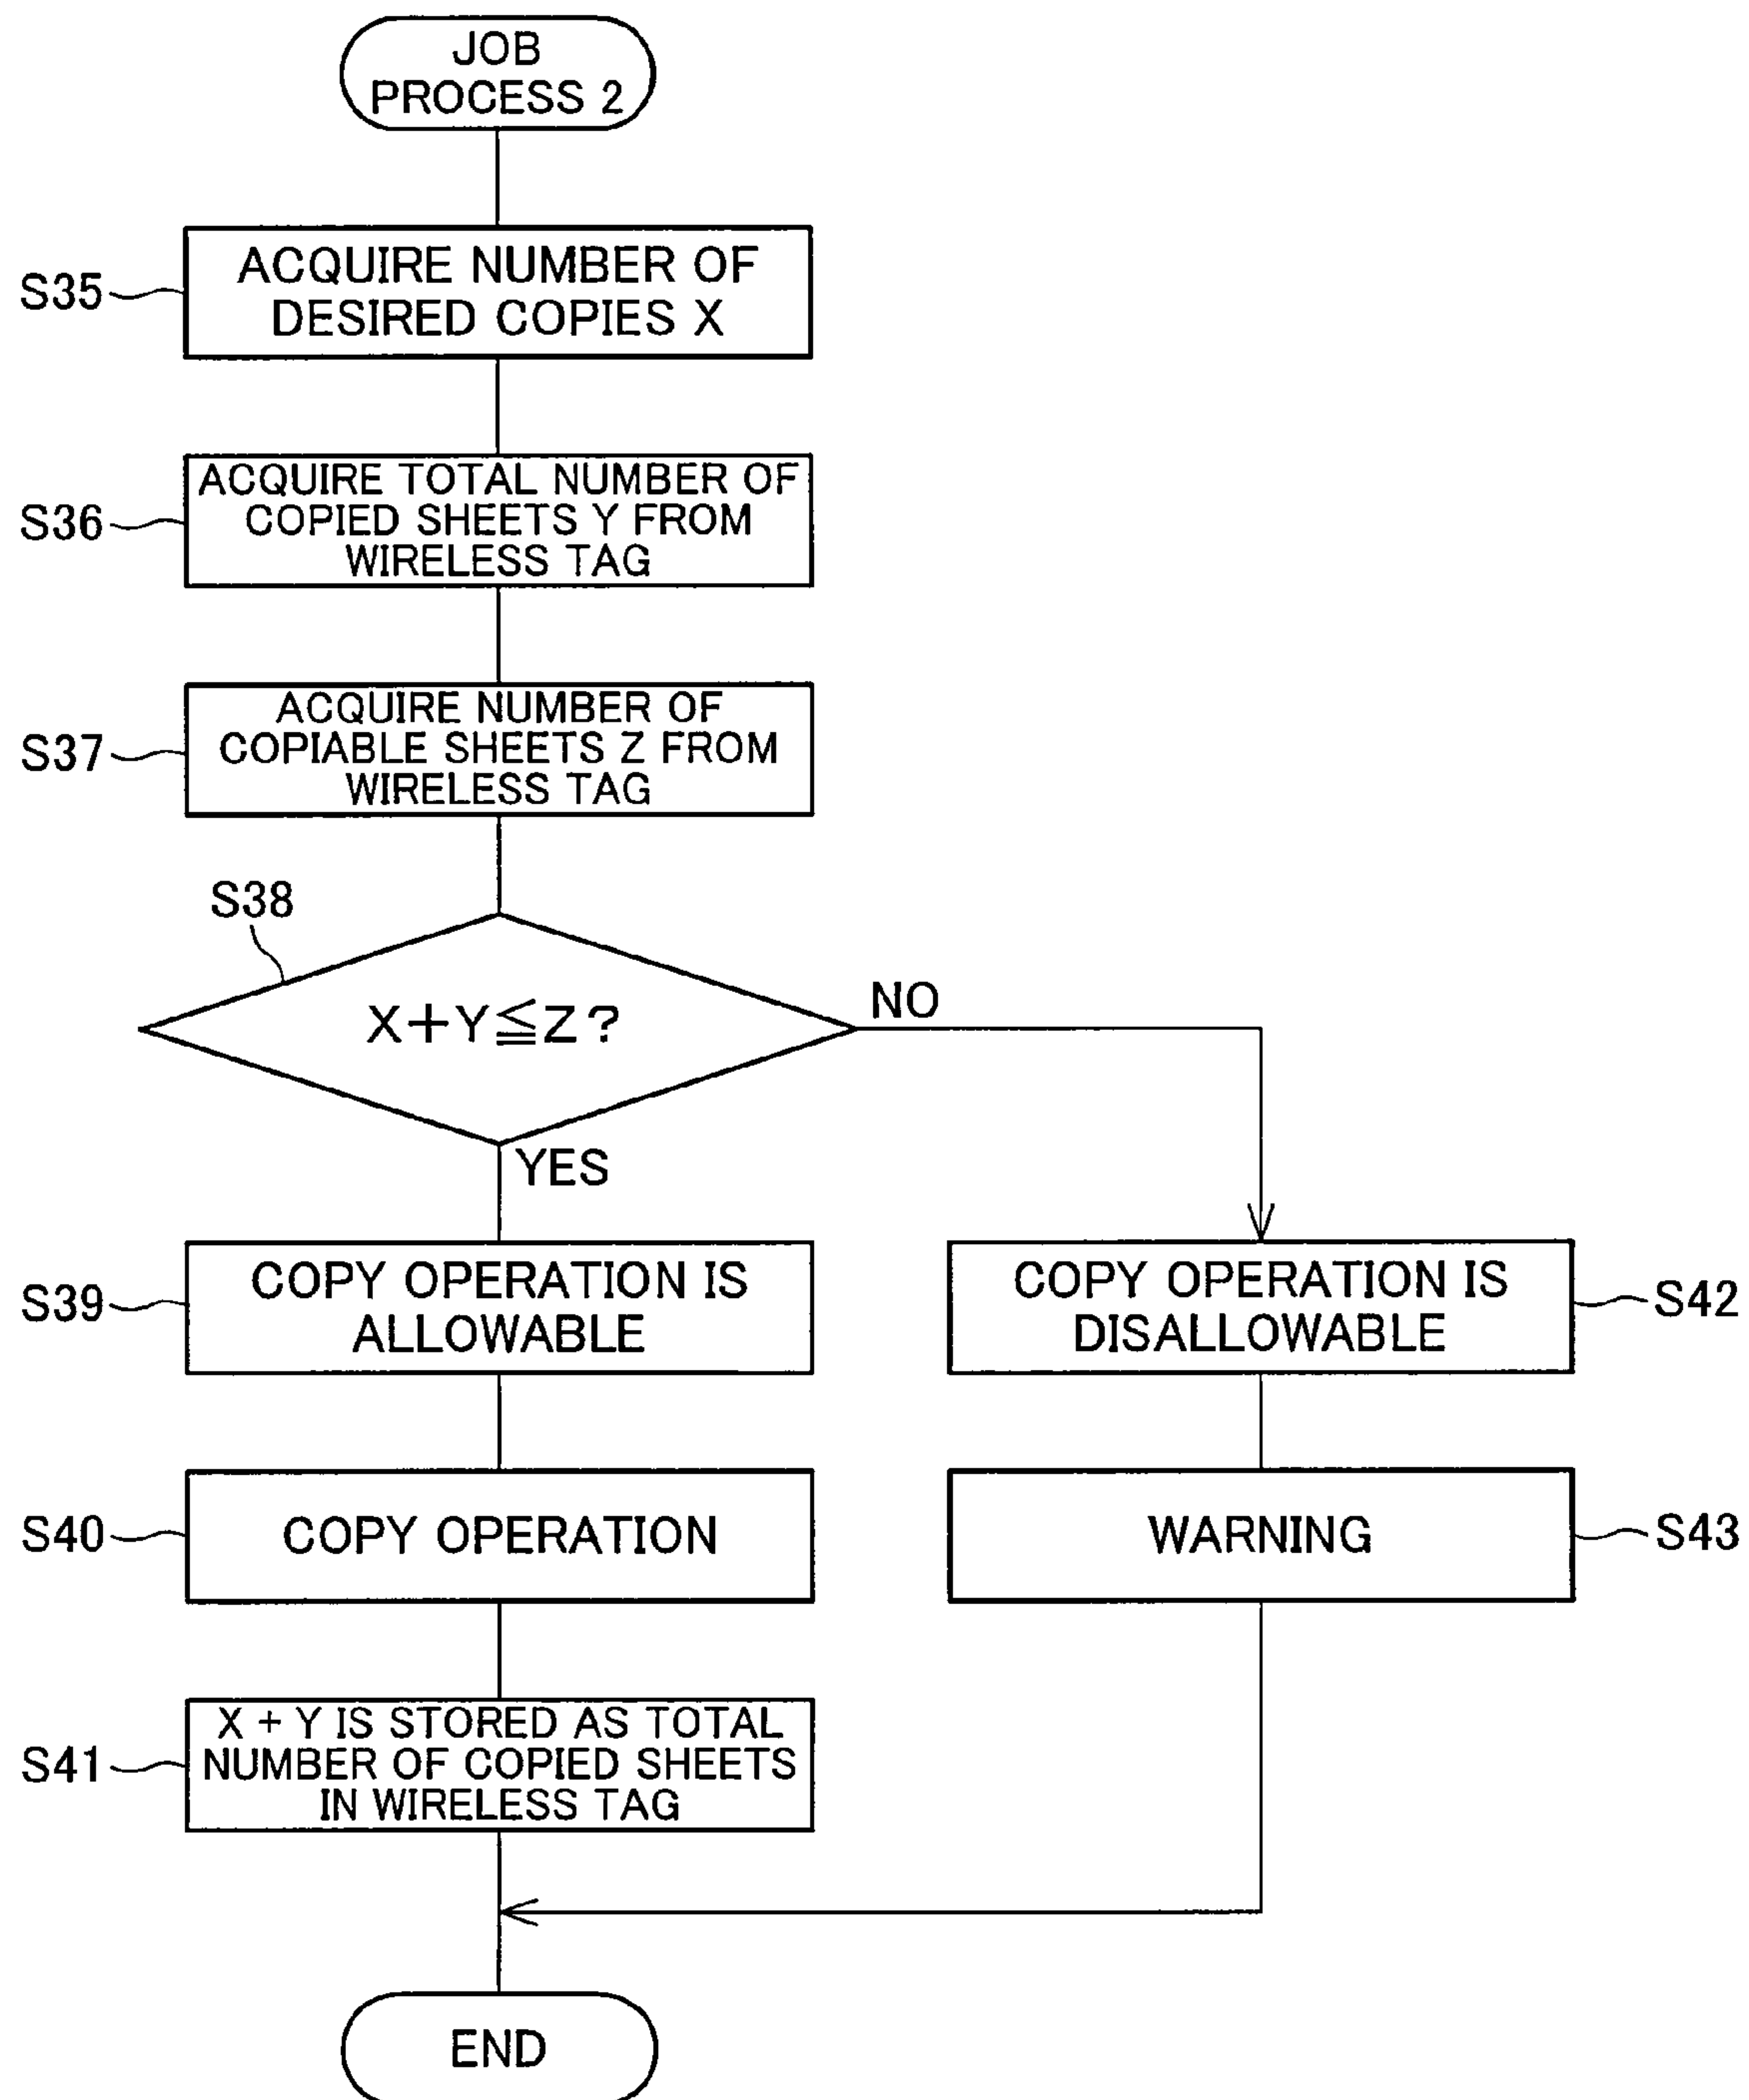 JOB
PROCESS 2
S35
ACQUIRE NUMBER OF
DESIRED COPIES X
S36
ACQUIRE TOTAL NUMBER OF
COPIED SHEETS Y FROM
WIRELESS TAG
S37
ACQUIRE NUMBER OF
COPIABLE SHEETS Z FROM
WIRELESS TAG
S38
X+Y≦Z?
NO
YES
S39
COPY OPERATION IS
ALLOWABLE
COPY OPERATION IS
DISALLOWABLE
S42
S40
COPY OPERATION
WARNING
S43
S41
X + Y IS STORED AS TOTAL
NUMBER OF COPIED SHEETS
IN WIRELESS TAG
END